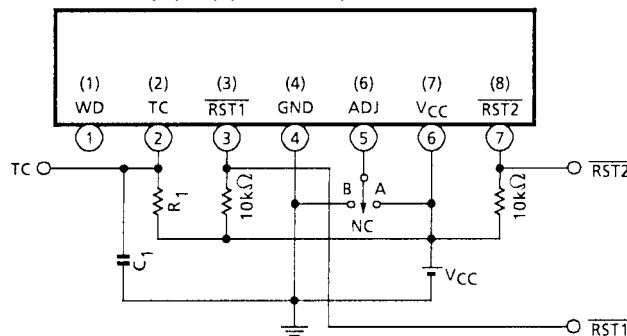 (1) (2) (3) (4) (6) (7) (8)
WD TC RST1 GND ADJ VCC RST2
1 2 3 4 5 6 7
TC
RST2
B A
R1
10kΩ
10kΩ
NC
C1
VCC
RST1